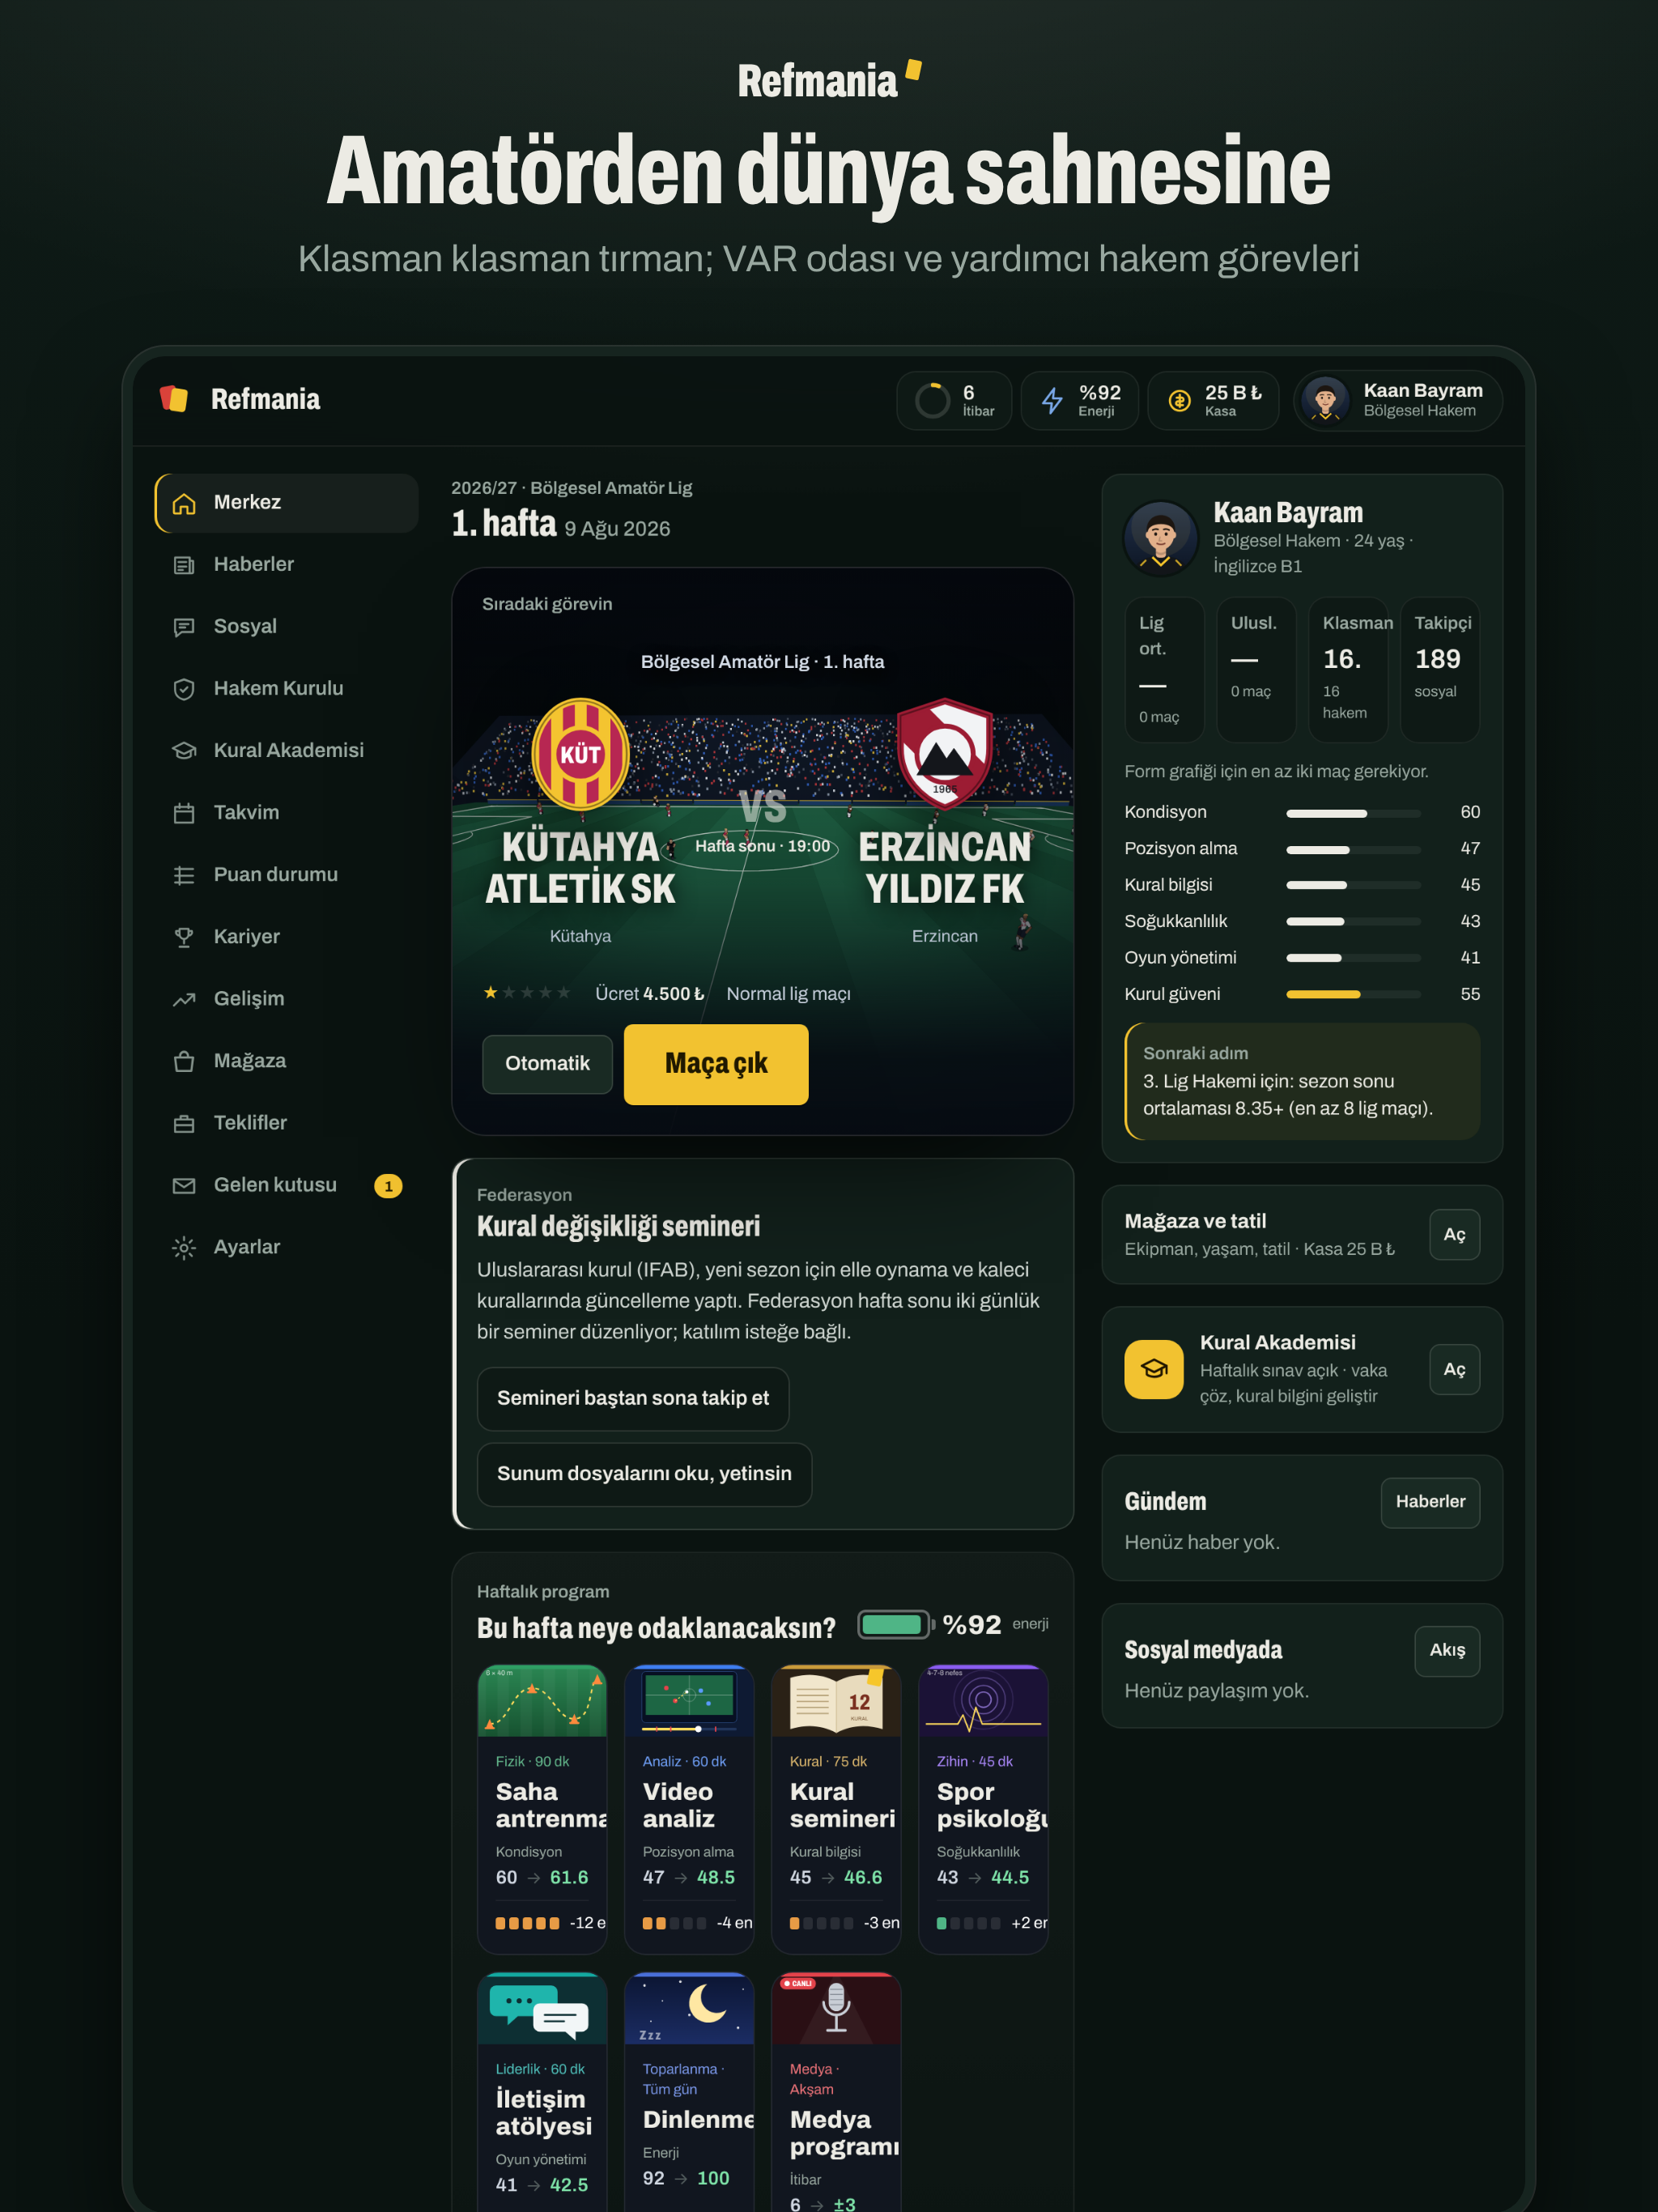 Refmania
Amatörden dünya sahnesine
Klasman klasman tırman; VAR odası ve yardımcı hakem görevleri
Refmania
6
İtibar
%92
Enerji
25 B ₺
Kasa
Kaan Bayram
Bölgesel Hakem
Merkez
Haberler
Sosyal
Hakem Kurulu
Kural Akademisi
Takvim
Puan durumu
Kariyer
Gelişim
Mağaza
Teklifler
Gelen kutusu 1
Ayarlar
2026/27 · Bölgesel Amatör Lig
1. hafta 9 Ağu 2026
Sıradaki görevin
Bölgesel Amatör Lig · 1. hafta
KÜT
1965
VS
Hafta sonu · 19:00
KÜTAHYA
ATLETİK SK
Kütahya
ERZİNCAN
YILDIZ FK
Erzincan
Ücret 4.500 ₺ Normal lig maçı
Otomatik
Maça çık
Federasyon
Kural değişikliği semineri
Uluslararası kurul (IFAB), yeni sezon için elle oynama ve kaleci
kurallarında güncelleme yaptı. Federasyon hafta sonu iki günlük
bir seminer düzenliyor; katılım isteğe bağlı.
Semineri baştan sona takip et
Sunum dosyalarını oku, yetinsin
Haftalık program
Bu hafta neye odaklanacaksın?
%92 enerji
6 × 40 m
Fizik · 90 dk
Saha
antrenma
Kondisyon
60 → 61.6
-12 e
Analiz · 60 dk
Video
analiz
Pozisyon alma
47 → 48.5
-4 en
12
KURAL
Kural · 75 dk
Kural
semineri
Kural bilgisi
45 → 46.6
-3 en
4-7-8 nefes
Zihin · 45 dk
Spor
psikoloğu
Soğukkanlılık
43 → 44.5
+2 er
Liderlik · 60 dk
İletişim
atölyesi
Oyun yönetimi
41 → 42.5
Zzz
Toparlanma ·
Tüm gün
Dinlenme
Enerji
92 → 100
CANLI
Medya ·
Akşam
Medya
programı
İtibar
6 → ±3
Kaan Bayram
Bölgesel Hakem · 24 yaş ·
İngilizce B1
Lig
ort.
—
0 maç
Ulusl.
—
0 maç
Klasman
16.
16
hakem
Takipçi
189
sosyal
Form grafiği için en az iki maç gerekiyor.
Kondisyon 60
Pozisyon alma 47
Kural bilgisi 45
Soğukkanlılık 43
Oyun yönetimi 41
Kurul güveni 55
Sonraki adım
3. Lig Hakemi için: sezon sonu
ortalaması 8.35+ (en az 8 lig maçı).
Mağaza ve tatil
Ekipman, yaşam, tatil · Kasa 25 B ₺
Aç
Kural Akademisi
Haftalık sınav açık · vaka
çöz, kural bilgini geliştir
Aç
Gündem
Haberler
Henüz haber yok.
Sosyal medyada
Akış
Henüz paylaşım yok.